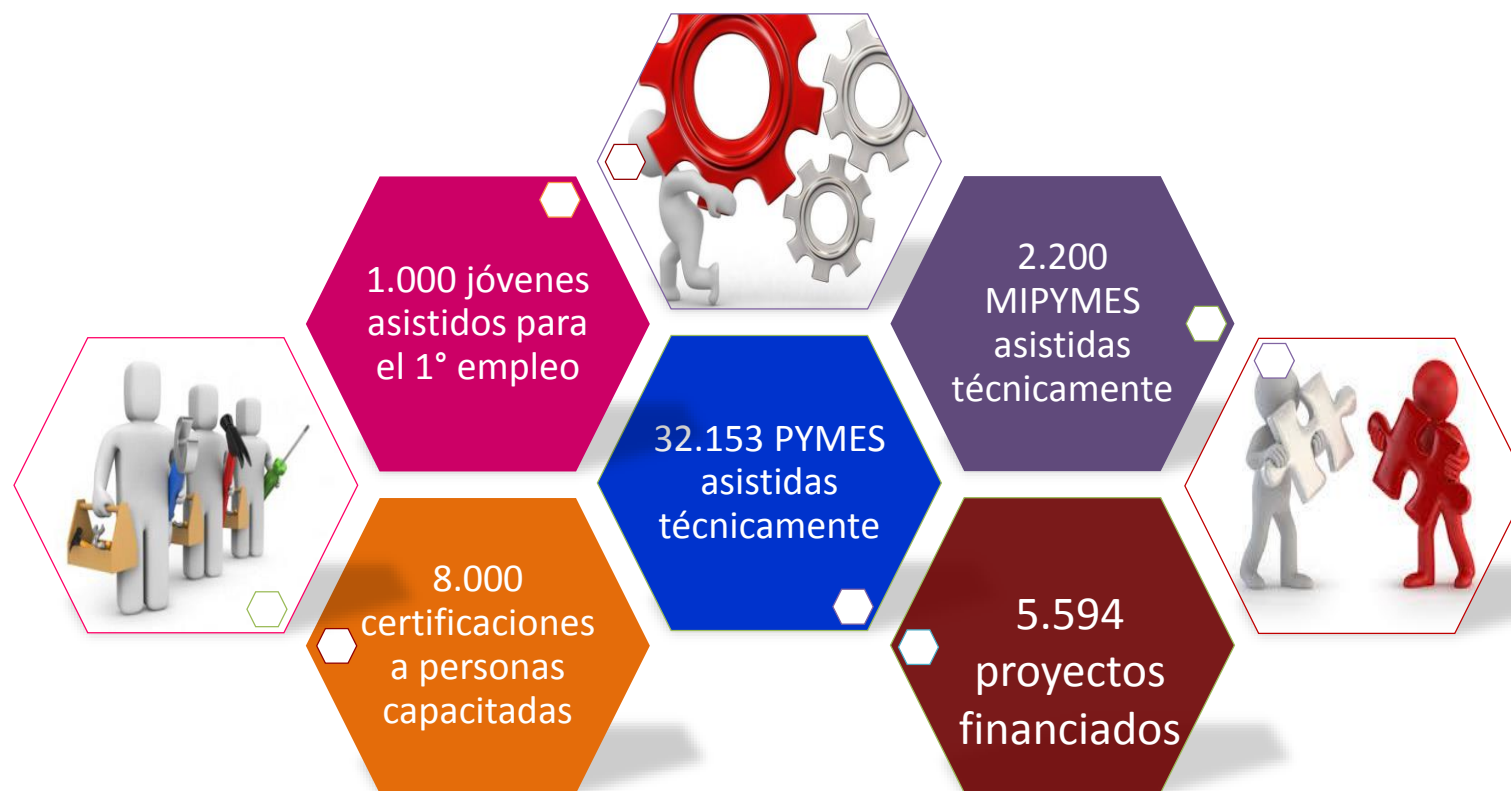 1.000 jóvenes
asistidos para
el 1° empleo
2.200
MIPYMES
asistidas
técnicamente
32.153 PYMES
asistidas
técnicamente
8.000
certificaciones
a personas
capacitadas
5.594
proyectos
financiados